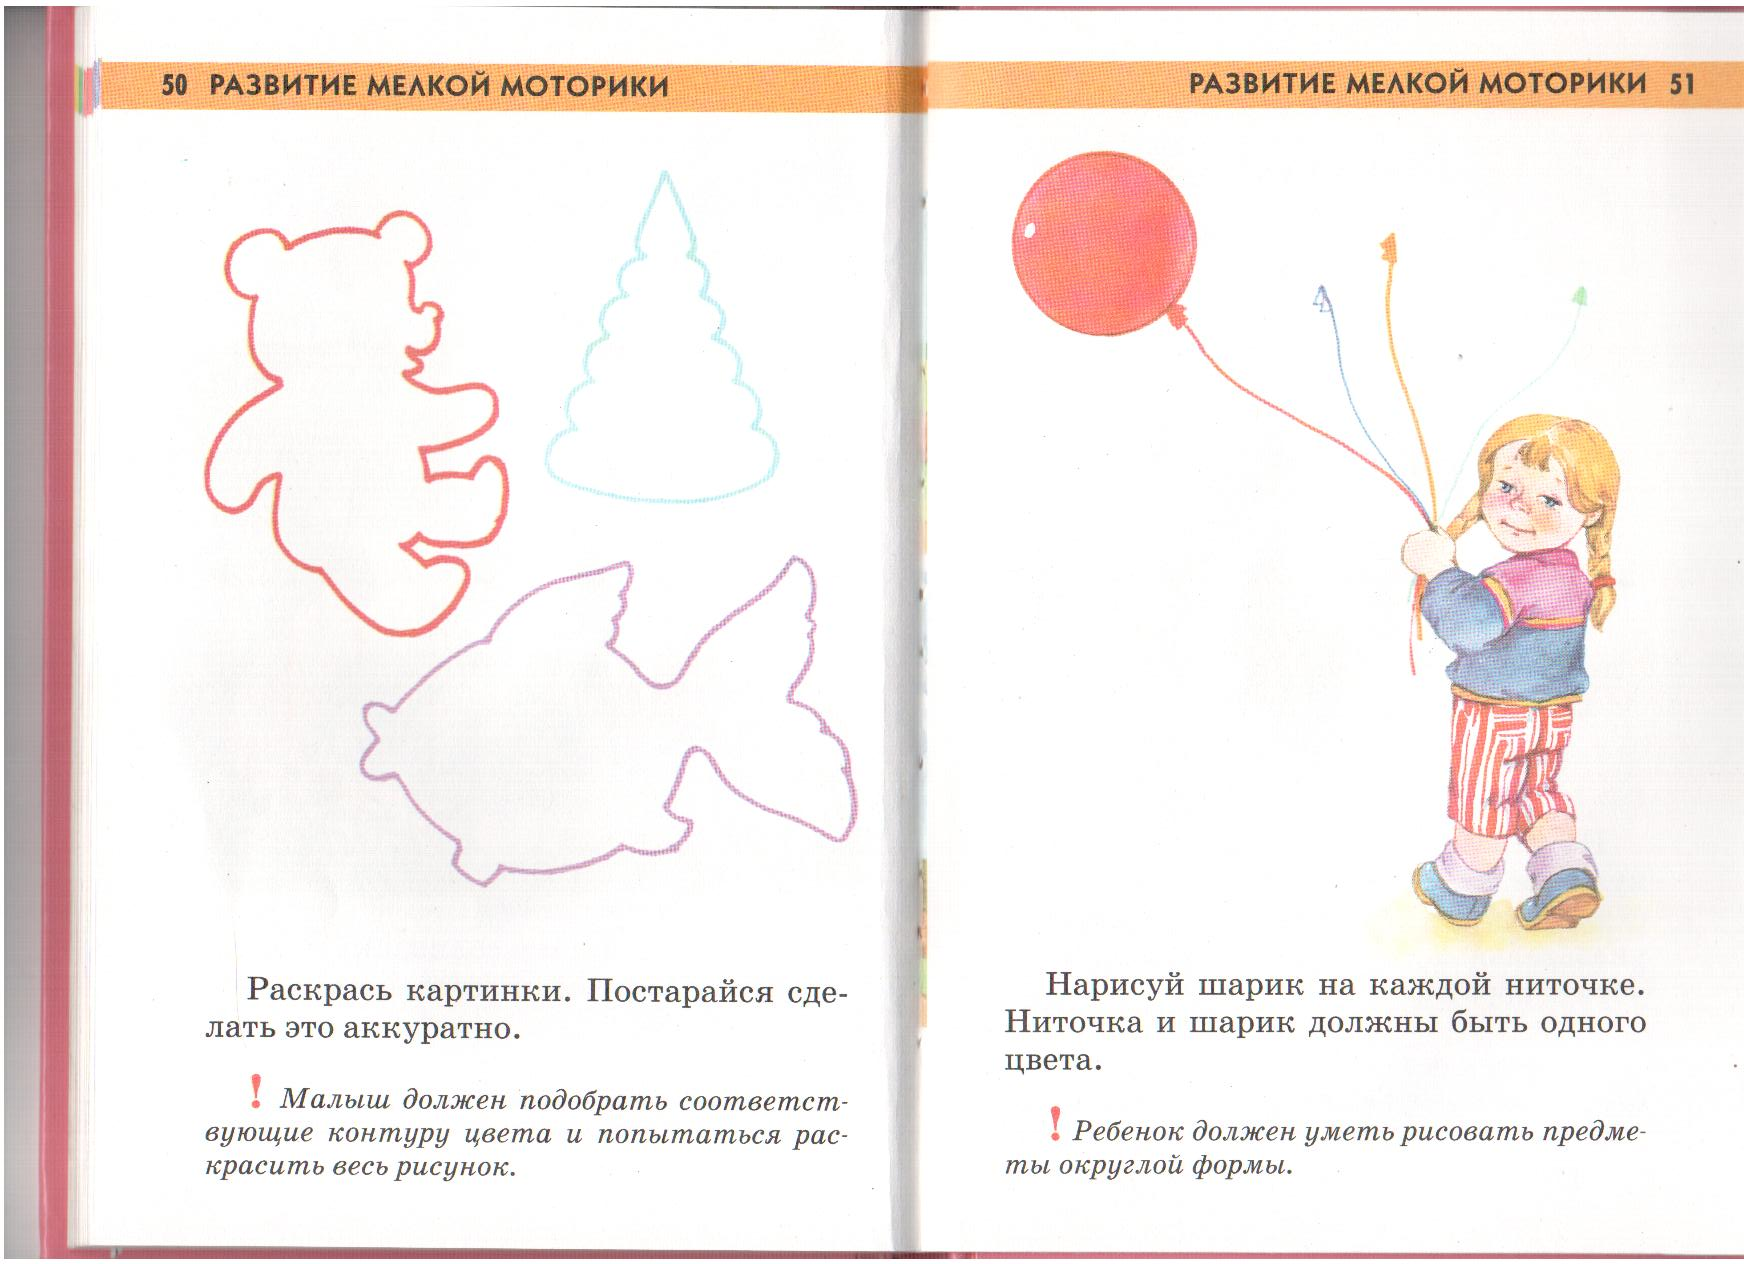 50 РАЗВИТИЕ МЕЛКОЙ МОТОРИКИ
Раскрась картинки. Постарайся сде-
лать это аккуратно.
! Малыш должен подобрать соответст-
вующие контуру цвета и попытаться рас-
красить весь рисунок.
РАЗВИТИЕ МЕЛКОЙ МОТОРИКИ 51
Нарисуй шарик на каждой ниточке.
Ниточка и шарик должны быть одного
цвета.
! Ребенок должен уметь рисовать предме-
ты округлой формы.